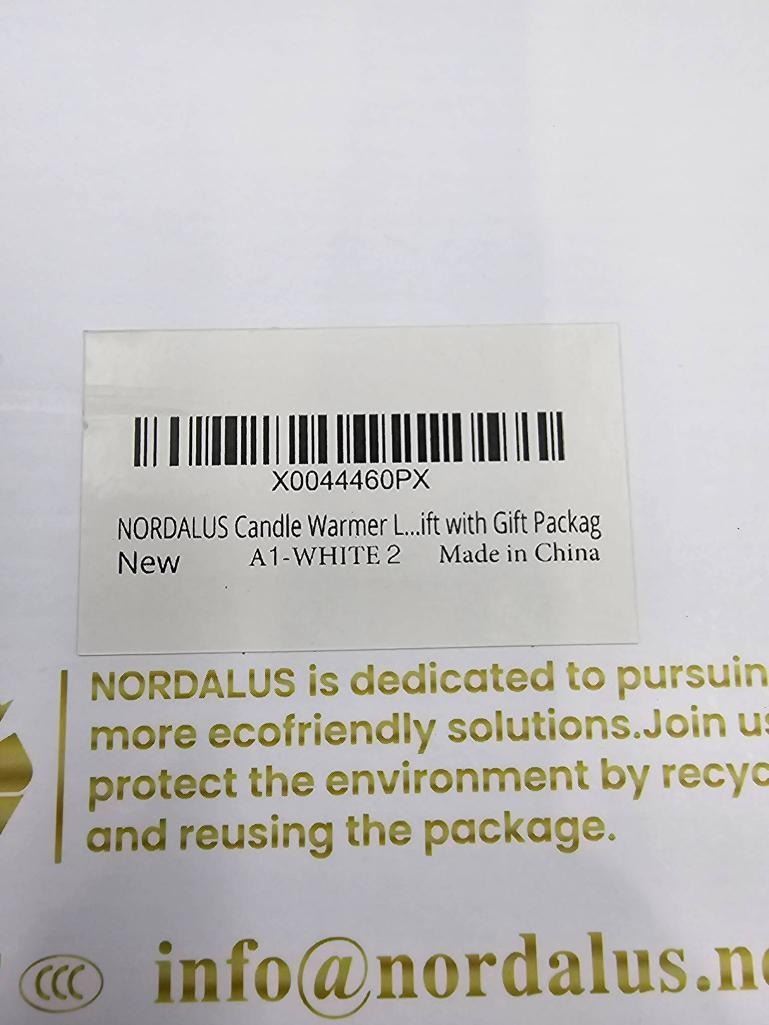 X0044460PX
NORDALUS Candle Warmer L...ift with Gift Packag
New A1-WHITE 2 Made in China
NORDALUS is dedicated to pursuin
more ecofriendly solutions.Join us
protect the environment by recyc
and reusing the package.
CCC info@nordalus.ne